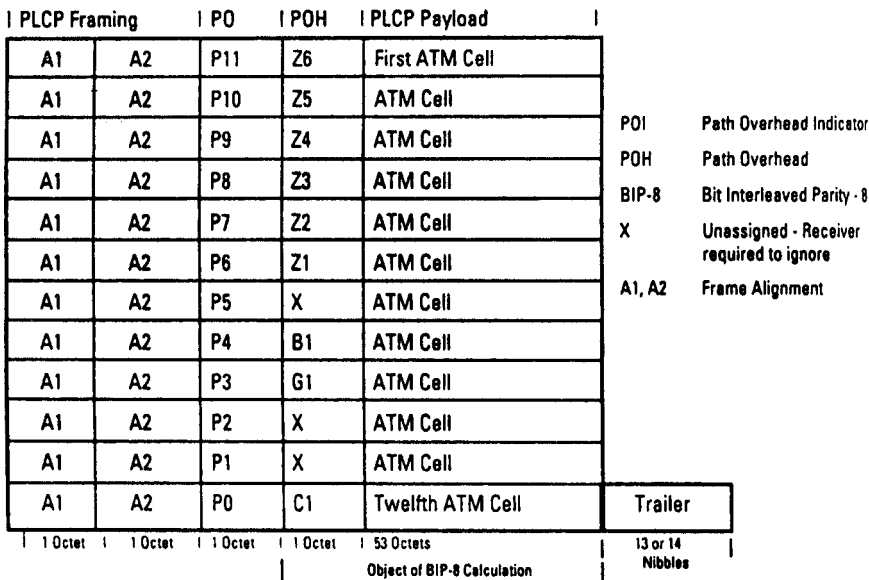 PLCP Framing PO POH PLCP Payload
A1 A2 P11 Z6 First ATM Cell
A1 A2 P10 Z5 ATM Cell
A1 A2 P9 Z4 ATM Cell
A1 A2 P8 Z3 ATM Cell
A1 A2 P7 Z2 ATM Cell
A1 A2 P6 Z1 ATM Cell
A1 A2 P5 X ATM Cell
A1 A2 P4 B1 ATM Cell
A1 A2 P3 G1 ATM Cell
A1 A2 P2 X ATM Cell
A1 A2 P1 X ATM Cell
A1 A2 P0 C1 Twelfth ATM Cell Trailer
1 Octet 1 Octet 1 Octet 1 Octet 53 Octets 13 or 14
Nibbles
Object of BIP-8 Calculation
POI Path Overhead Indicator
POH Path Overhead
BIP-8 Bit Interleaved Parity - 8
X Unassigned - Receiver
required to ignore
A1, A2 Frame Alignment